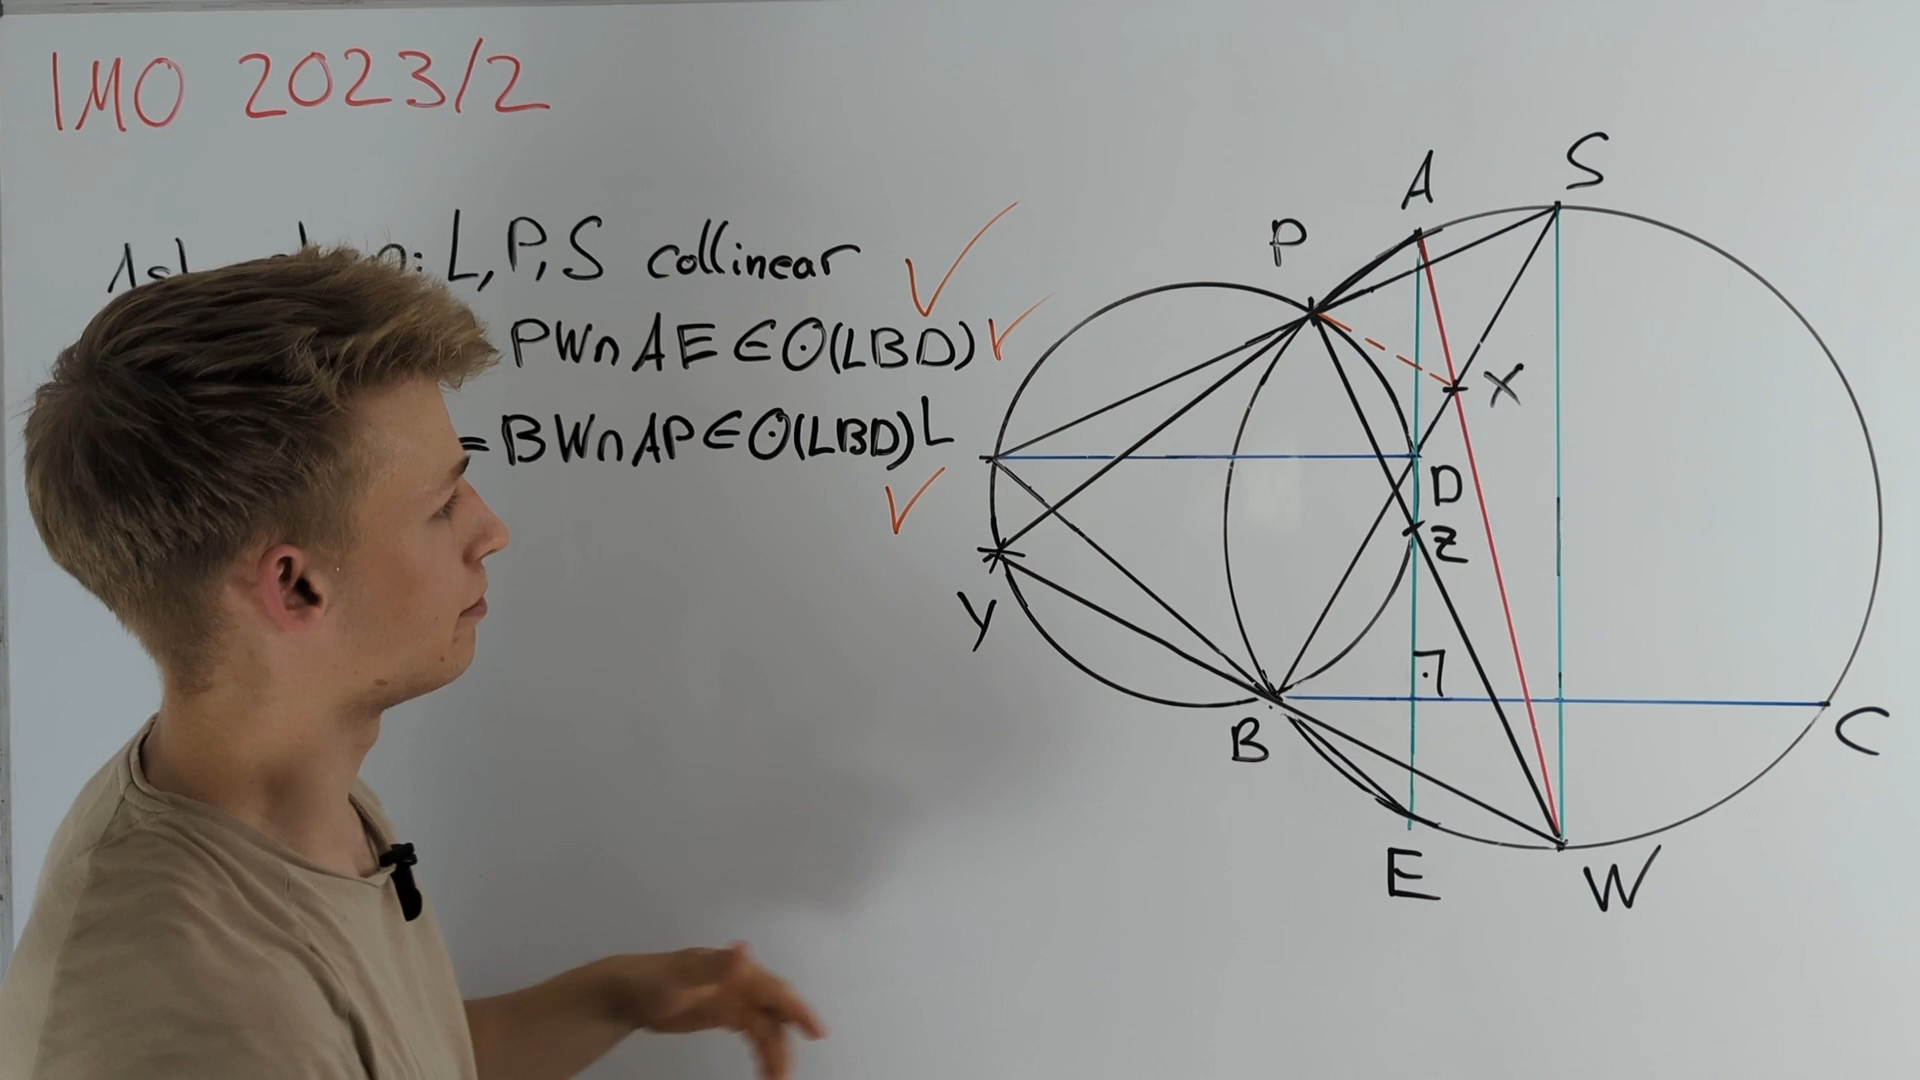 IMO 2023/2
L, P, S collinear ✓
PW∩AE∈⊙(LBD) ✓
=BW∩AP∈⊙(LBD) ✓
S
A
P
X
L
D
Z
Y
B
C
E
W